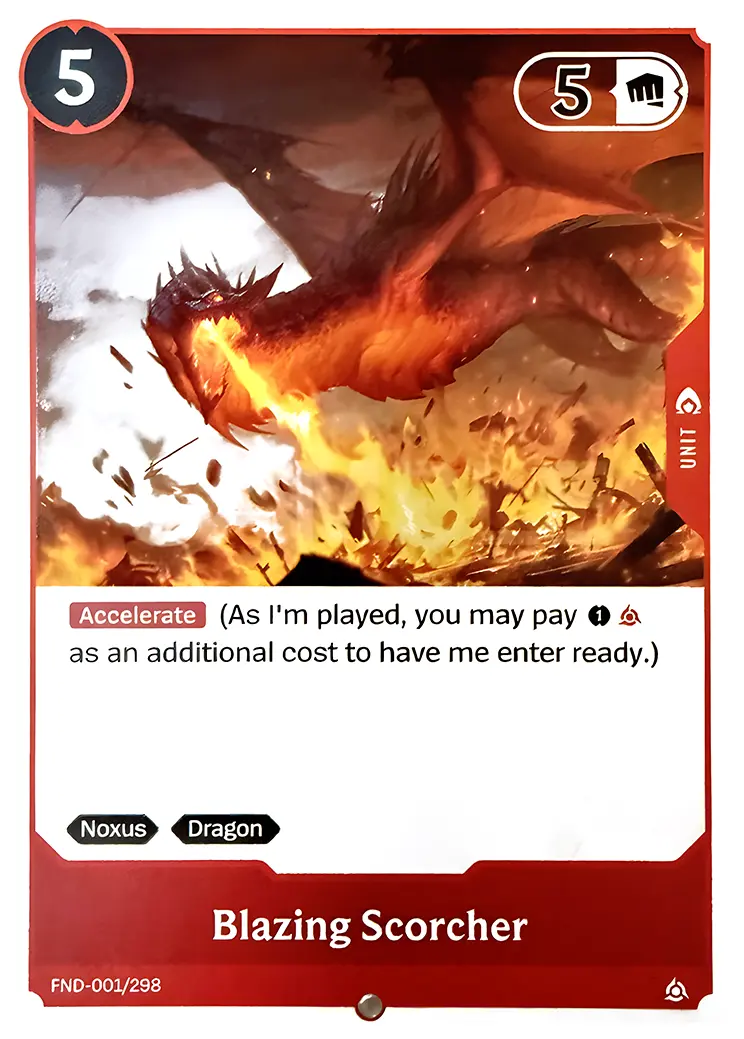 5
5
UNIT
Accelerate (As I'm played, you may pay 1
as an additional cost to have me enter ready.)
Noxus Dragon
Blazing Scorcher
FND-001/298